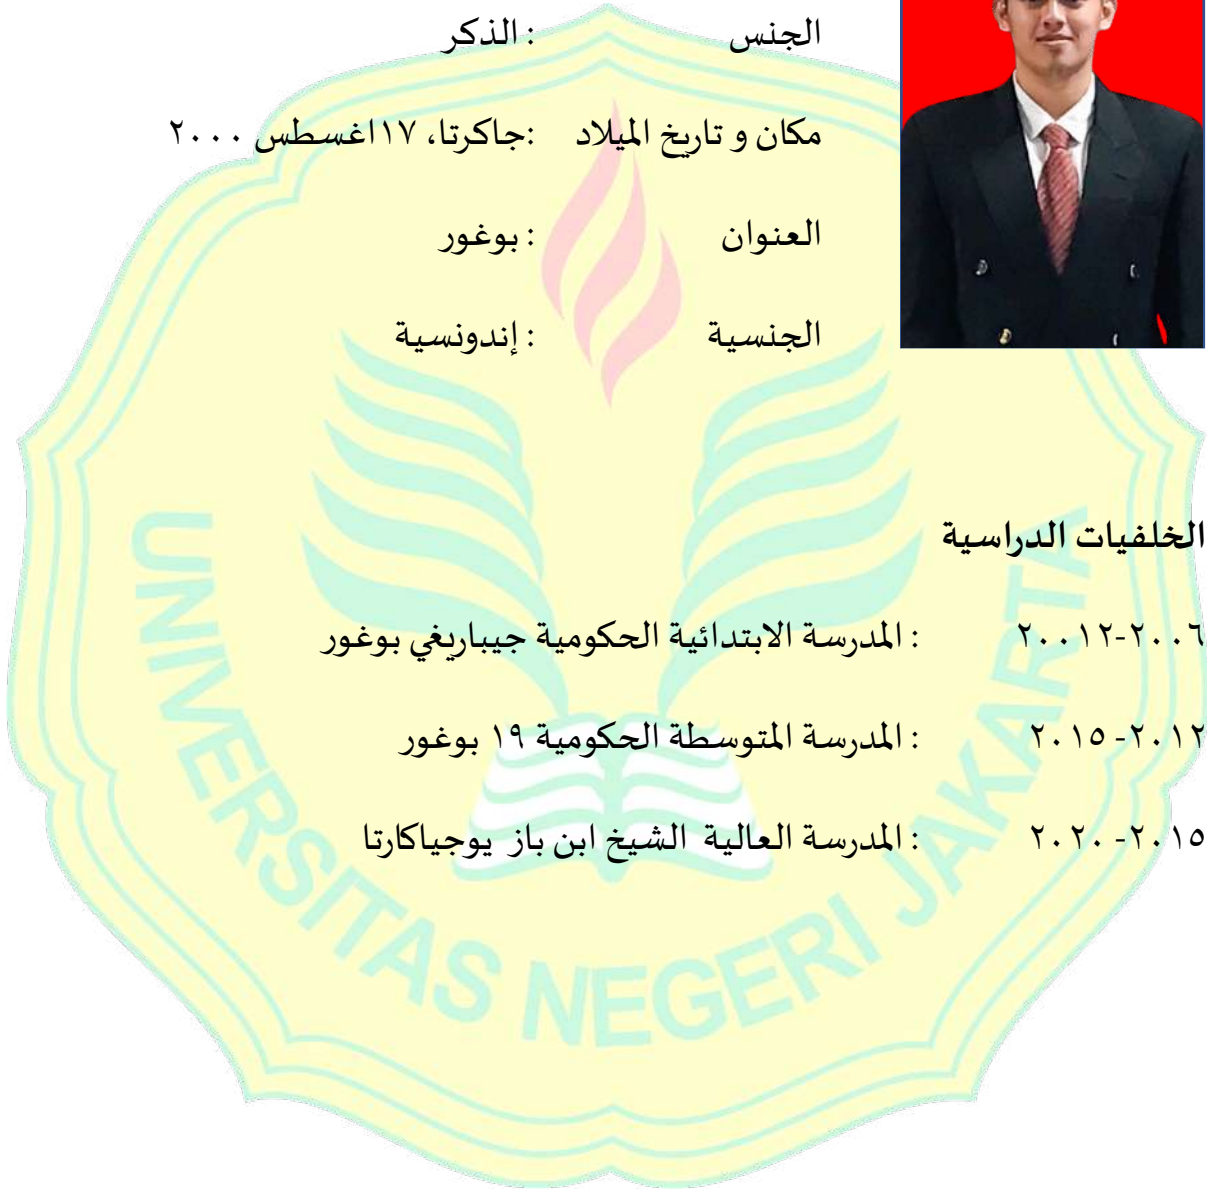 الجنس : الذكر
مكان و تاريخ الميلاد :جاكرتا، ١٧اغسطس ٢٠٠٠
العنوان : بوغور
الجنسية : إندونسية
الخلفيات الدراسية
٢٠٠٦-٢٠٠١٢ : المدرسة الابتدائية الحكومية جيباريغي بوغور
٢٠١٢- ٢٠١٥ : المدرسة المتوسطة الحكومية ١٩ بوغور
٢٠١٥- ٢٠٢٠ : المدرسة العالية الشيخ ابن باز يوجياكارتا
UNIVERSITAS NEGERI JAKARTA